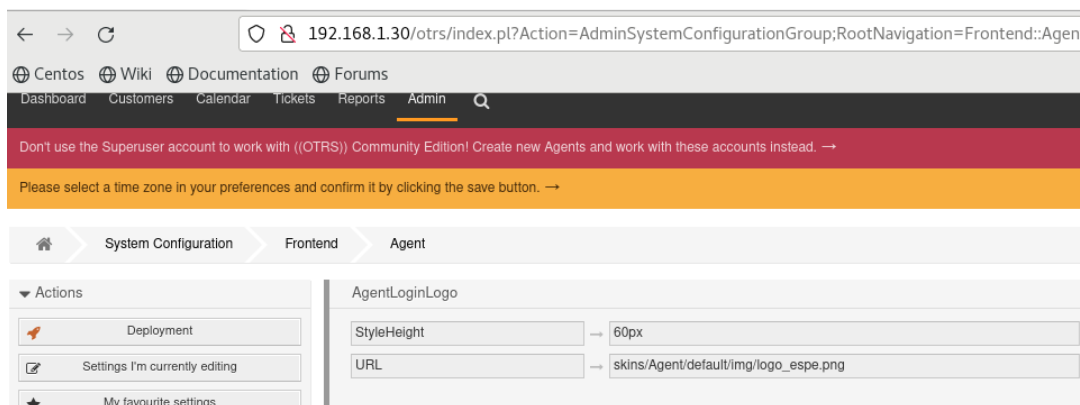 192.168.1.30/otrs/index.pl?Action=AdminSystemConfigurationGroup;RootNavigation=Frontend::Agen
Centos Wiki Documentation Forums
Dashboard Customers Calendar Tickets Reports Admin
Don't use the Superuser account to work with ((OTRS)) Community Edition! Create new Agents and work with these accounts instead. →
Please select a time zone in your preferences and confirm it by clicking the save button. →
System Configuration Frontend Agent
Actions
Deployment
Settings I'm currently editing
My favourite settings
AgentLoginLogo
StyleHeight → 60px
URL → skins/Agent/default/img/logo_espe.png